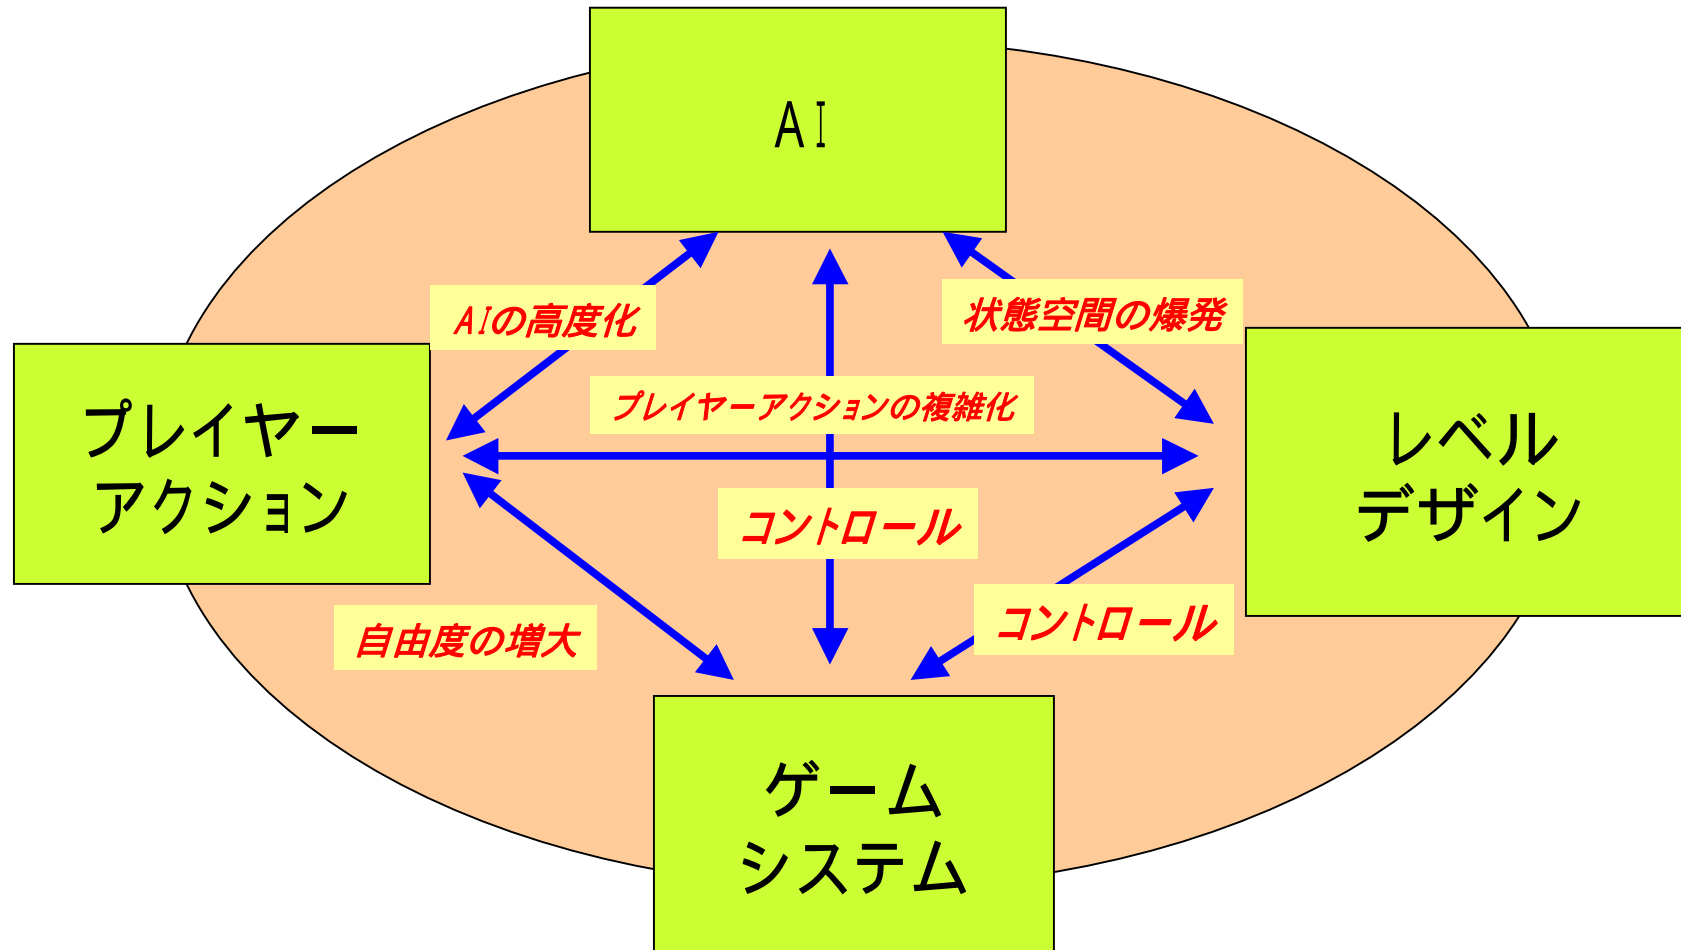 AI
AIの高度化
状態空間の爆発
プレイヤーアクションの複雑化
プレイヤー
アクション
レベル
デザイン
コントロール
コントロール
自由度の増大
ゲーム
システム